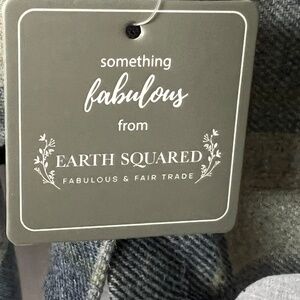 something
fabulous
from
EARTH SQUARED
FABULOUS & FAIR TRADE